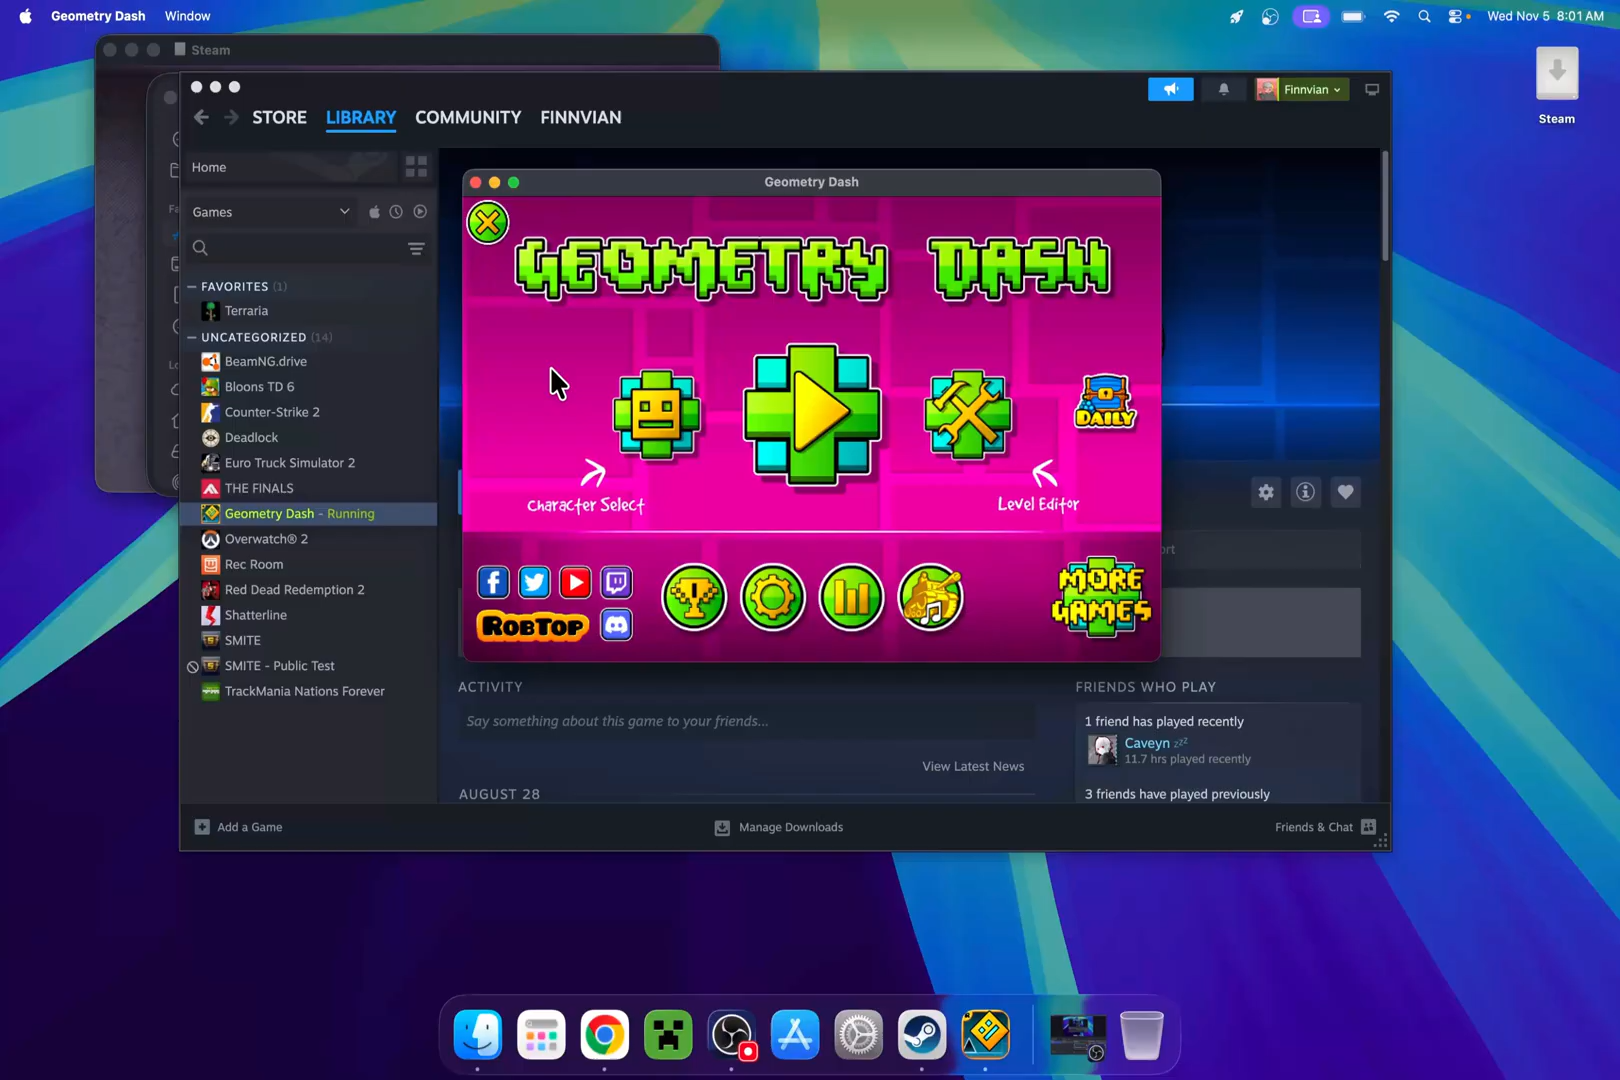 Geometry Dash Window
Wed Nov 5 8:01 AM
Steam
Steam
STORE LIBRARY COMMUNITY FINNVIAN
Finnvian
Home
Games
FAVORITES (1)
Terraria
UNCATEGORIZED (14)
BeamNG.drive
Bloons TD 6
Counter-Strike 2
Deadlock
Euro Truck Simulator 2
THE FINALS
Geometry Dash - Running
Overwatch® 2
Rec Room
Red Dead Redemption 2
Shatterline
SMITE
SMITE - Public Test
TrackMania Nations Forever
Geometry Dash
GEOMETRY DASH
DAILY
Character Select
Level Editor
ROBTOP
MORE
GAMES
ACTIVITY
Say something about this game to your friends...
View Latest News
AUGUST 28
FRIENDS WHO PLAY
1 friend has played recently
Caveyn zzz
11.7 hrs played recently
3 friends have played previously
Add a Game
Manage Downloads
Friends & Chat